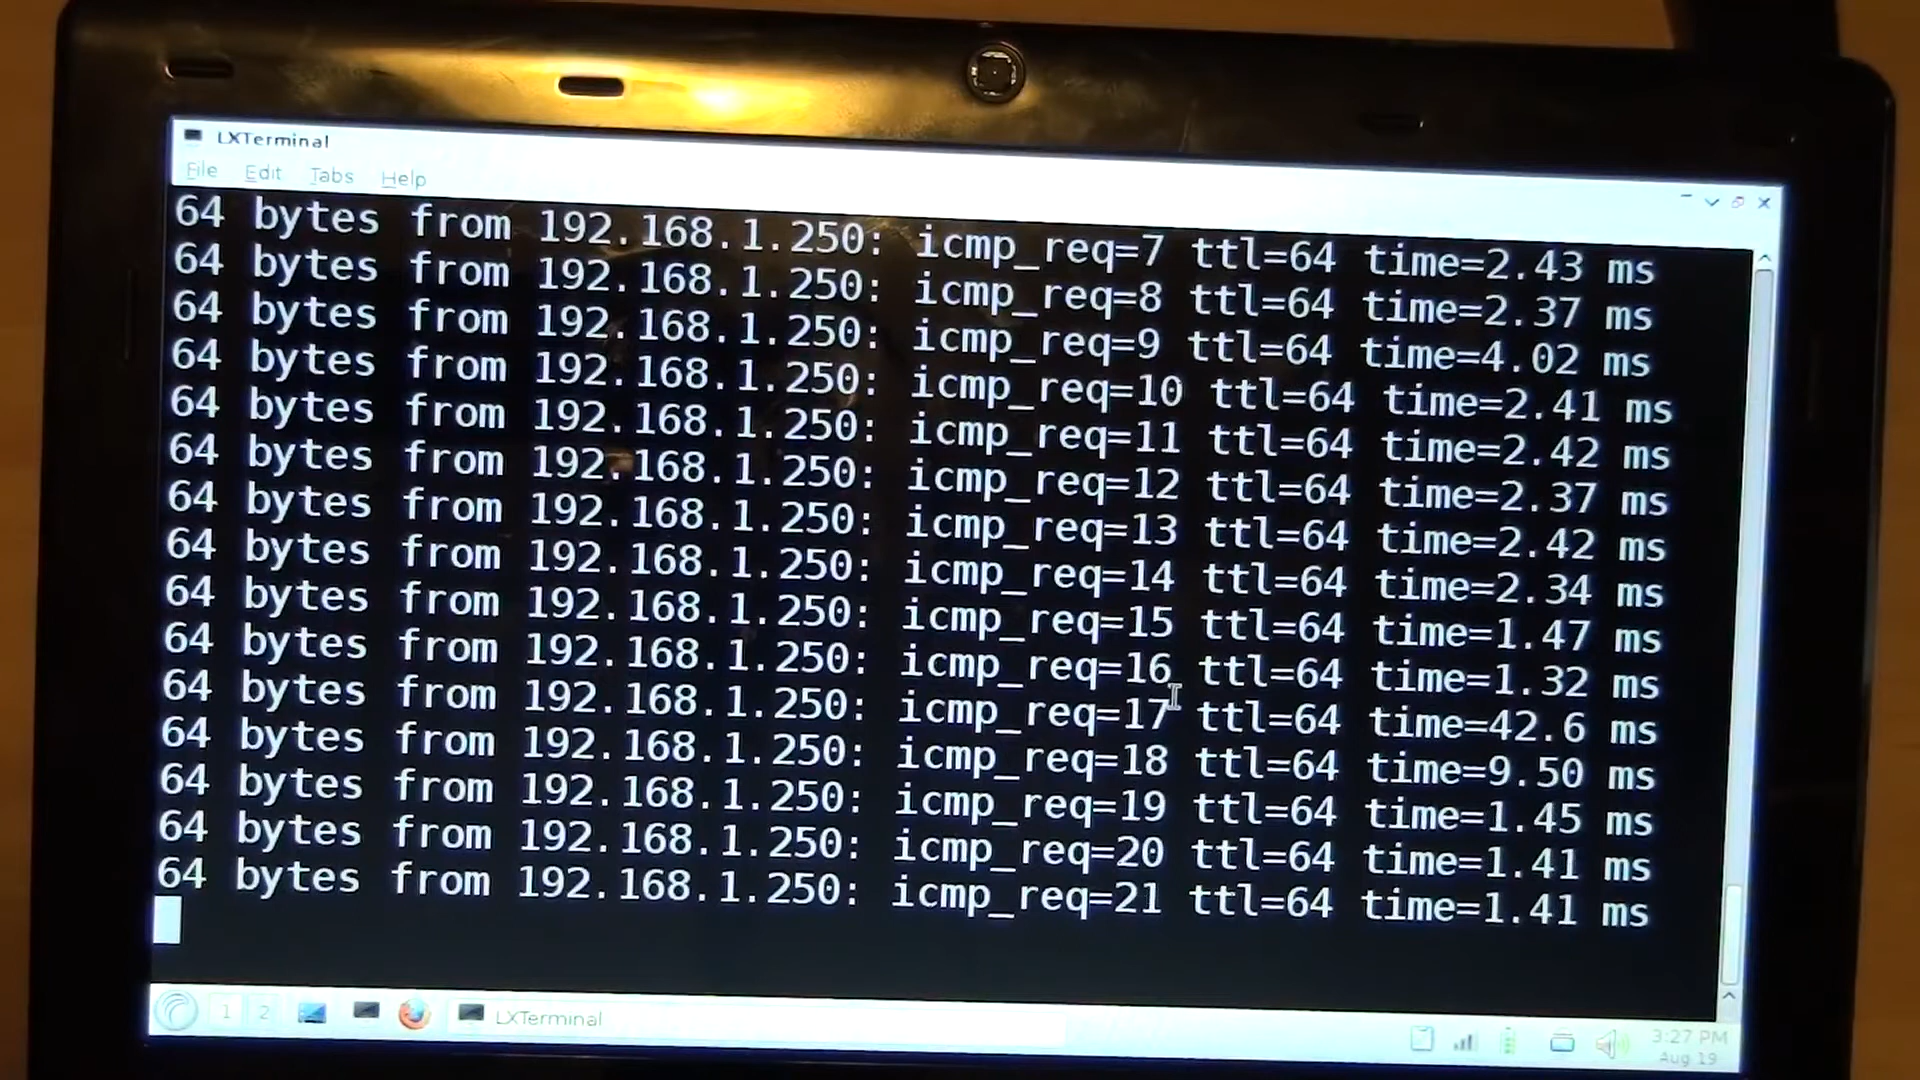 LXTerminal
File Edit Tabs Help
64 bytes from 192.168.1.250: icmp_req=7 ttl=64 time=2.43 ms
64 bytes from 192.168.1.250: icmp_req=8 ttl=64 time=2.37 ms
64 bytes from 192.168.1.250: icmp_req=9 ttl=64 time=4.02 ms
64 bytes from 192.168.1.250: icmp_req=10 ttl=64 time=2.41 ms
64 bytes from 192.168.1.250: icmp_req=11 ttl=64 time=2.42 ms
64 bytes from 192.168.1.250: icmp_req=12 ttl=64 time=2.37 ms
64 bytes from 192.168.1.250: icmp_req=13 ttl=64 time=2.42 ms
64 bytes from 192.168.1.250: icmp_req=14 ttl=64 time=2.34 ms
64 bytes from 192.168.1.250: icmp_req=15 ttl=64 time=1.47 ms
64 bytes from 192.168.1.250: icmp_req=16 ttl=64 time=1.32 ms
64 bytes from 192.168.1.250: icmp_req=17 ttl=64 time=42.6 ms
64 bytes from 192.168.1.250: icmp_req=18 ttl=64 time=9.50 ms
64 bytes from 192.168.1.250: icmp_req=19 ttl=64 time=1.45 ms
64 bytes from 192.168.1.250: icmp_req=20 ttl=64 time=1.41 ms
64 bytes from 192.168.1.250: icmp_req=21 ttl=64 time=1.41 ms
1 2 LXTerminal 3:27 PM
Aug 19